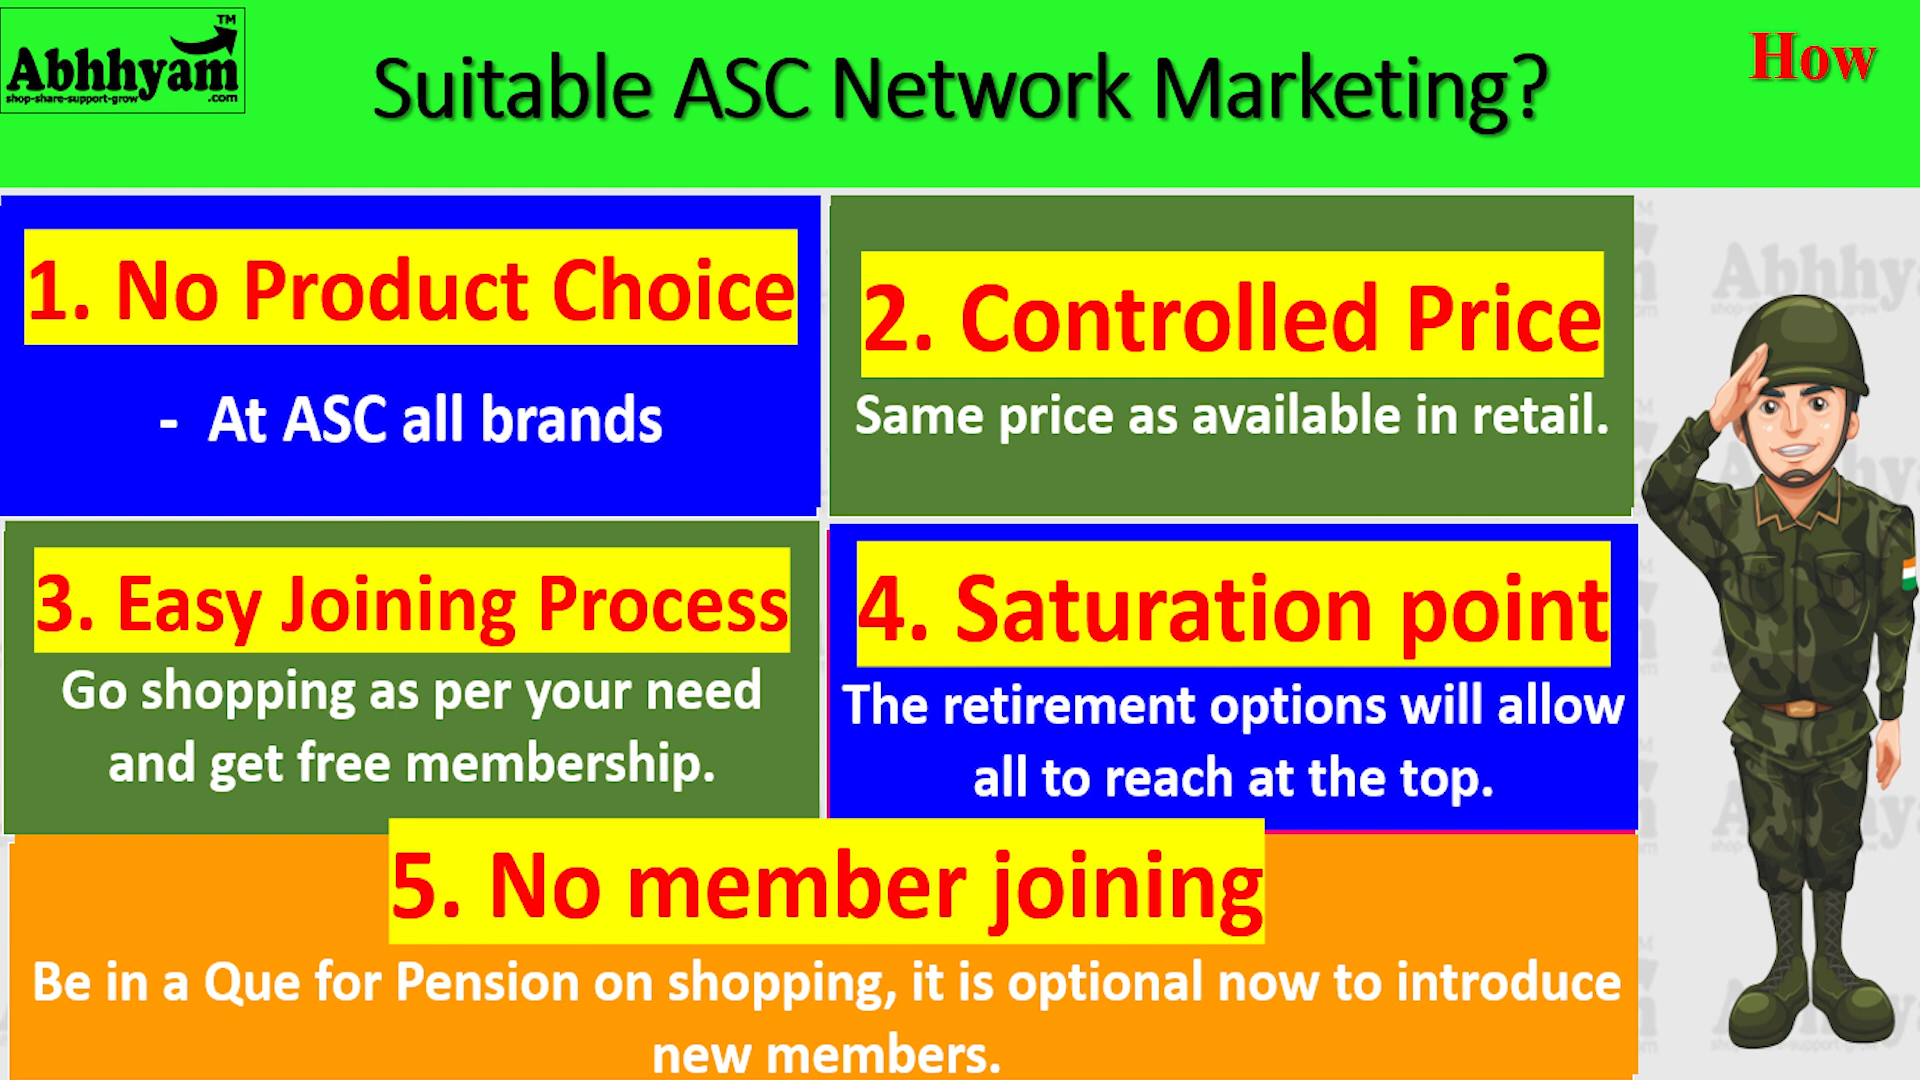 TM
Abhhyam
shop-share-support-grow .com
Suitable ASC Network Marketing?
How
1. No Product Choice
- At ASC all brands
2. Controlled Price
Same price as available in retail.
3. Easy Joining Process
Go shopping as per your need
and get free membership.
4. Saturation point
The retirement options will allow
all to reach at the top.
5. No member joining
Be in a Que for Pension on shopping, it is optional now to introduce
new members.